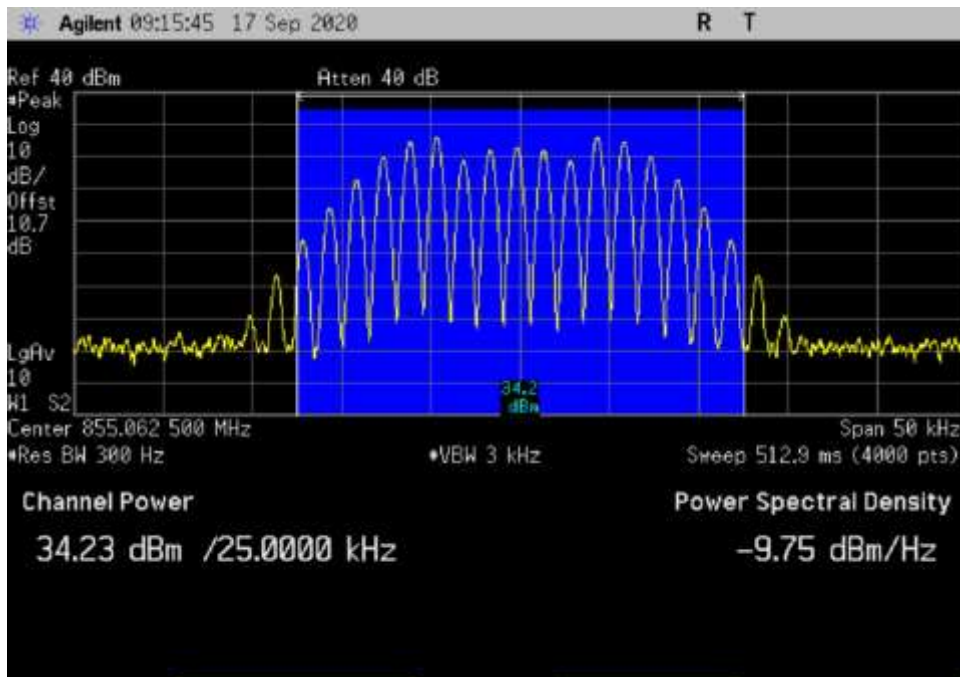 Agilent 09:15:45 17 Sep 2020 R T
Ref 40 dBm Atten 40 dB
#Peak
Log
10
dB/
Offst
10.7
dB
LgAv
10
W1 S2
34.2
dBm
Center 855.062 500 MHz Span 50 kHz
#Res BW 300 Hz #VBW 3 kHz Sweep 512.9 ms (4000 pts)
Channel Power Power Spectral Density
34.23 dBm /25.0000 kHz -9.75 dBm/Hz